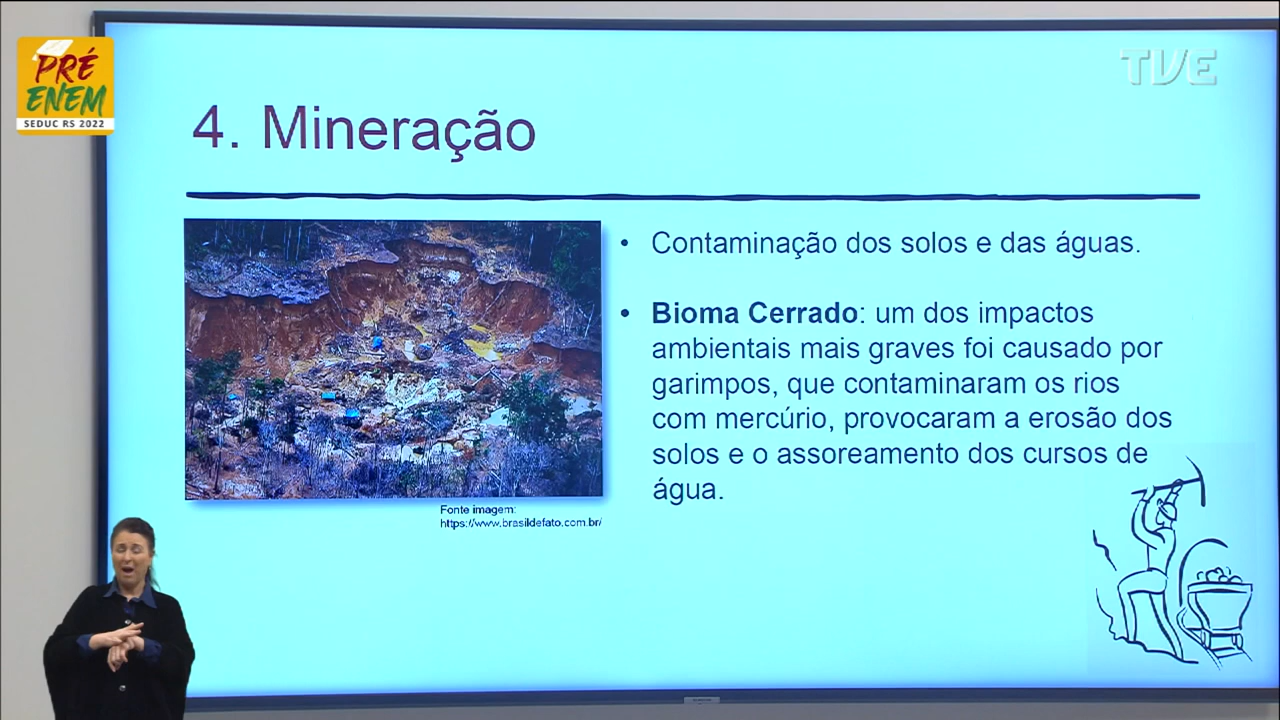 PRÉ
ENEM
SEDUC RS 2022
TVE
4. Mineração
• Contaminação dos solos e das águas.
• Bioma Cerrado: um dos impactos
ambientais mais graves foi causado por
garimpos, que contaminaram os rios
com mercúrio, provocaram a erosão dos
solos e o assoreamento dos cursos de
água.
Fonte imagem:
https://www.brasildefato.com.br/